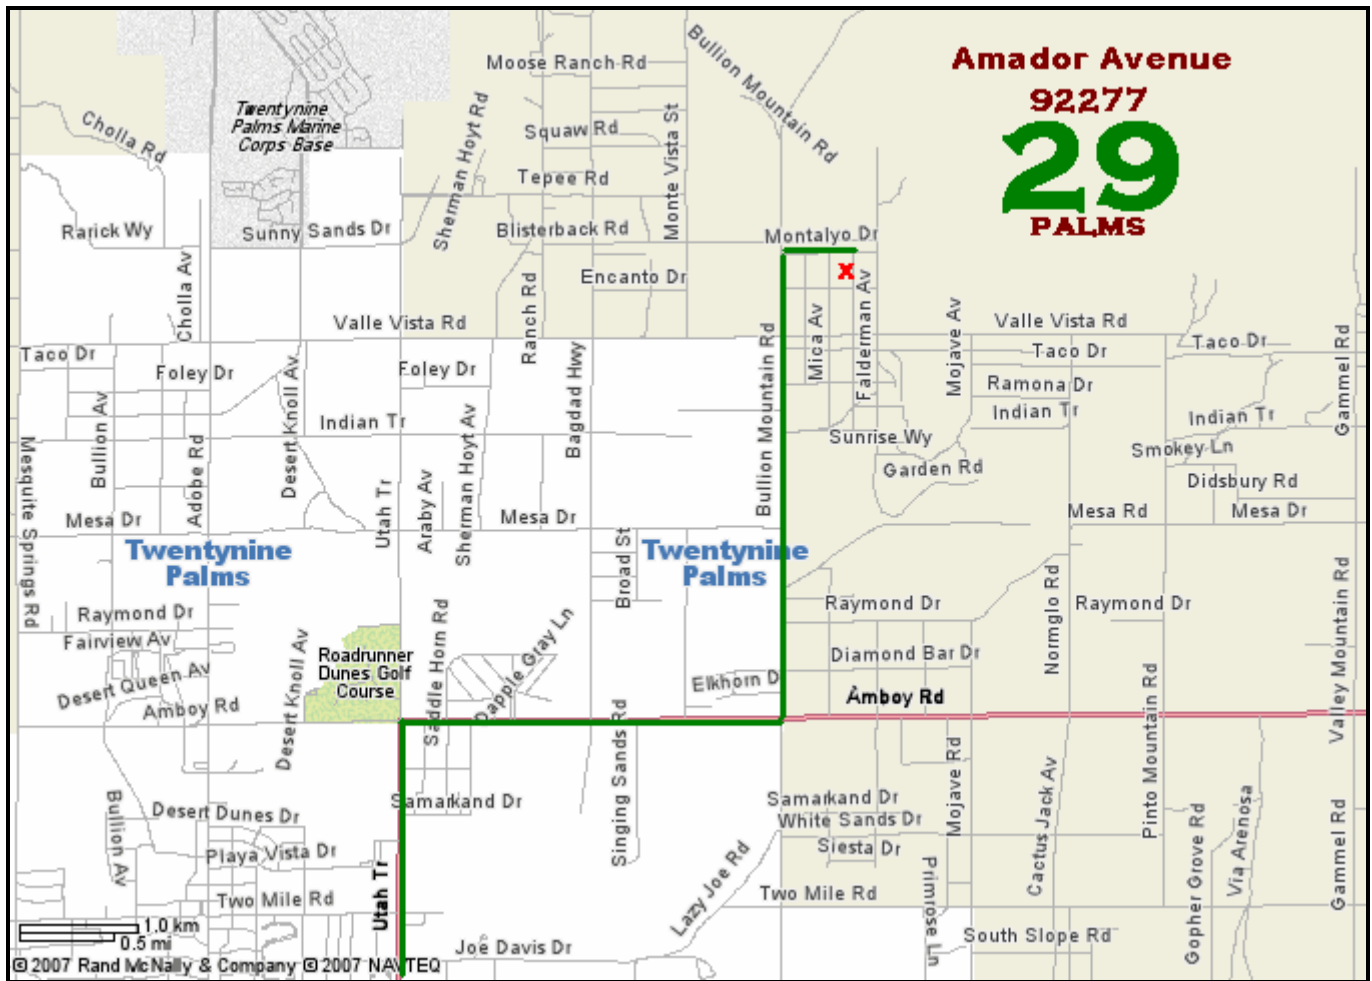 Amador Avenue
92277
29
PALMS
Bullion Mountain Rd
Moose Ranch Rd
Twentynine
Palms Marine
Corps Base
Cholla Rd
Sherman Hoyt Rd
Squaw Rd
Monte Vista St
Tepee Rd
Rarick Wy
Sunny Sands Dr
Blisterback Rd
Montalyo Dr
Cholla Av
Encanto Dr
X
Ranch Rd
Mica Av
Falderman Av
Mojave Av
Valle Vista Rd
Valle Vista Rd
Gammel Rd
Taco Dr
Taco Dr
Taco Dr
Foley Dr
Foley Dr
Desert Knoll Av
Bagdad Hwy
Bullion Mountain Rd
Ramona Dr
Indian Tr
Indian Tr
Indian Tr
Bullion Av
Adobe Rd
Sherman Hoyt Av
Sunrise Wy
Smokey Ln
Garden Rd
Didsbury Rd
Mesquite Springs Rd
Utah Tr
Araby Av
Mesa Dr
Mesa Dr
Mesa Rd
Mesa Dr
Twentynine
Palms
Broad St
Twentynine
Palms
Raymond Dr
Raymond Dr
Raymond Dr
Normglo Rd
Valley Mountain Rd
Fairview Av
Desert Queen Av
Desert Knoll Av
Roadrunner
Dunes Golf
Course
Saddle Horn Rd
Dapple Gray Ln
Diamond Bar Dr
Elkhorn D
Amboy Rd
Amboy Rd
Pinto Mountain Rd
Singing Sands Rd
Mojave Rd
Cactus Jack Av
Bullion Av
Desert Dunes Dr
Samarkand Dr
Samarkand Dr
White Sands Dr
Siesta Dr
Playa Vista Dr
Utah Tr
Lazy Joe Rd
Primrose Ln
Gopher Grove Rd
Via Arenosa
Gammel Rd
Two Mile Rd
Two Mile Rd
1.0 km
0.5 mi
Joe Davis Dr
South Slope Rd
© 2007 Rand McNally & Company © 2007 NAVTEQ